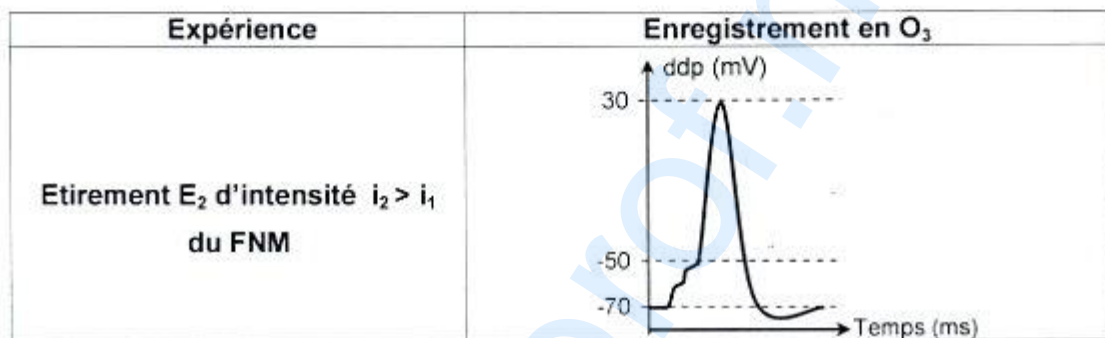 Expérience
Enregistrement en O₃
Etirement E₂ d'intensité i₂ > i₁
du FNM
ddp (mV)
30
-50
-70
Temps (ms)